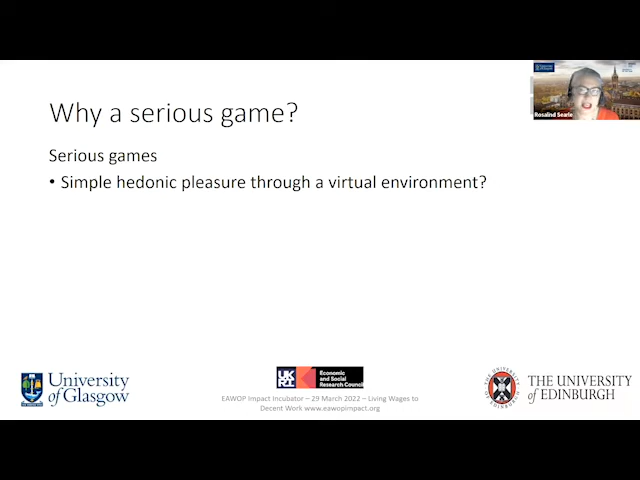 Why a serious game?
Rosalind Searle
Serious games
• Simple hedonic pleasure through a virtual environment?
University
of Glasgow
UK
RI
Economic
and Social
Research Council
EAWOP Impact Incubator – 29 March 2022 – Living Wages to
Decent Work www.eawopimpact.org
THE UNIVERSITY
of EDINBURGH